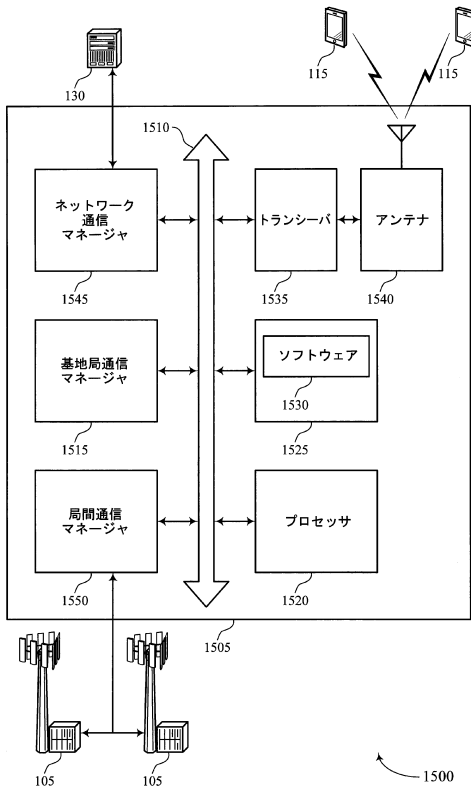 130
115
115
1510
ネットワーク
通信
マネージャ
1545
トランシーバ
1535
アンテナ
1540
基地局通信
マネージャ
1515
ソフトウェア
1530
1525
局間通信
マネージャ
1550
プロセッサ
1520
1505
105
105
1500